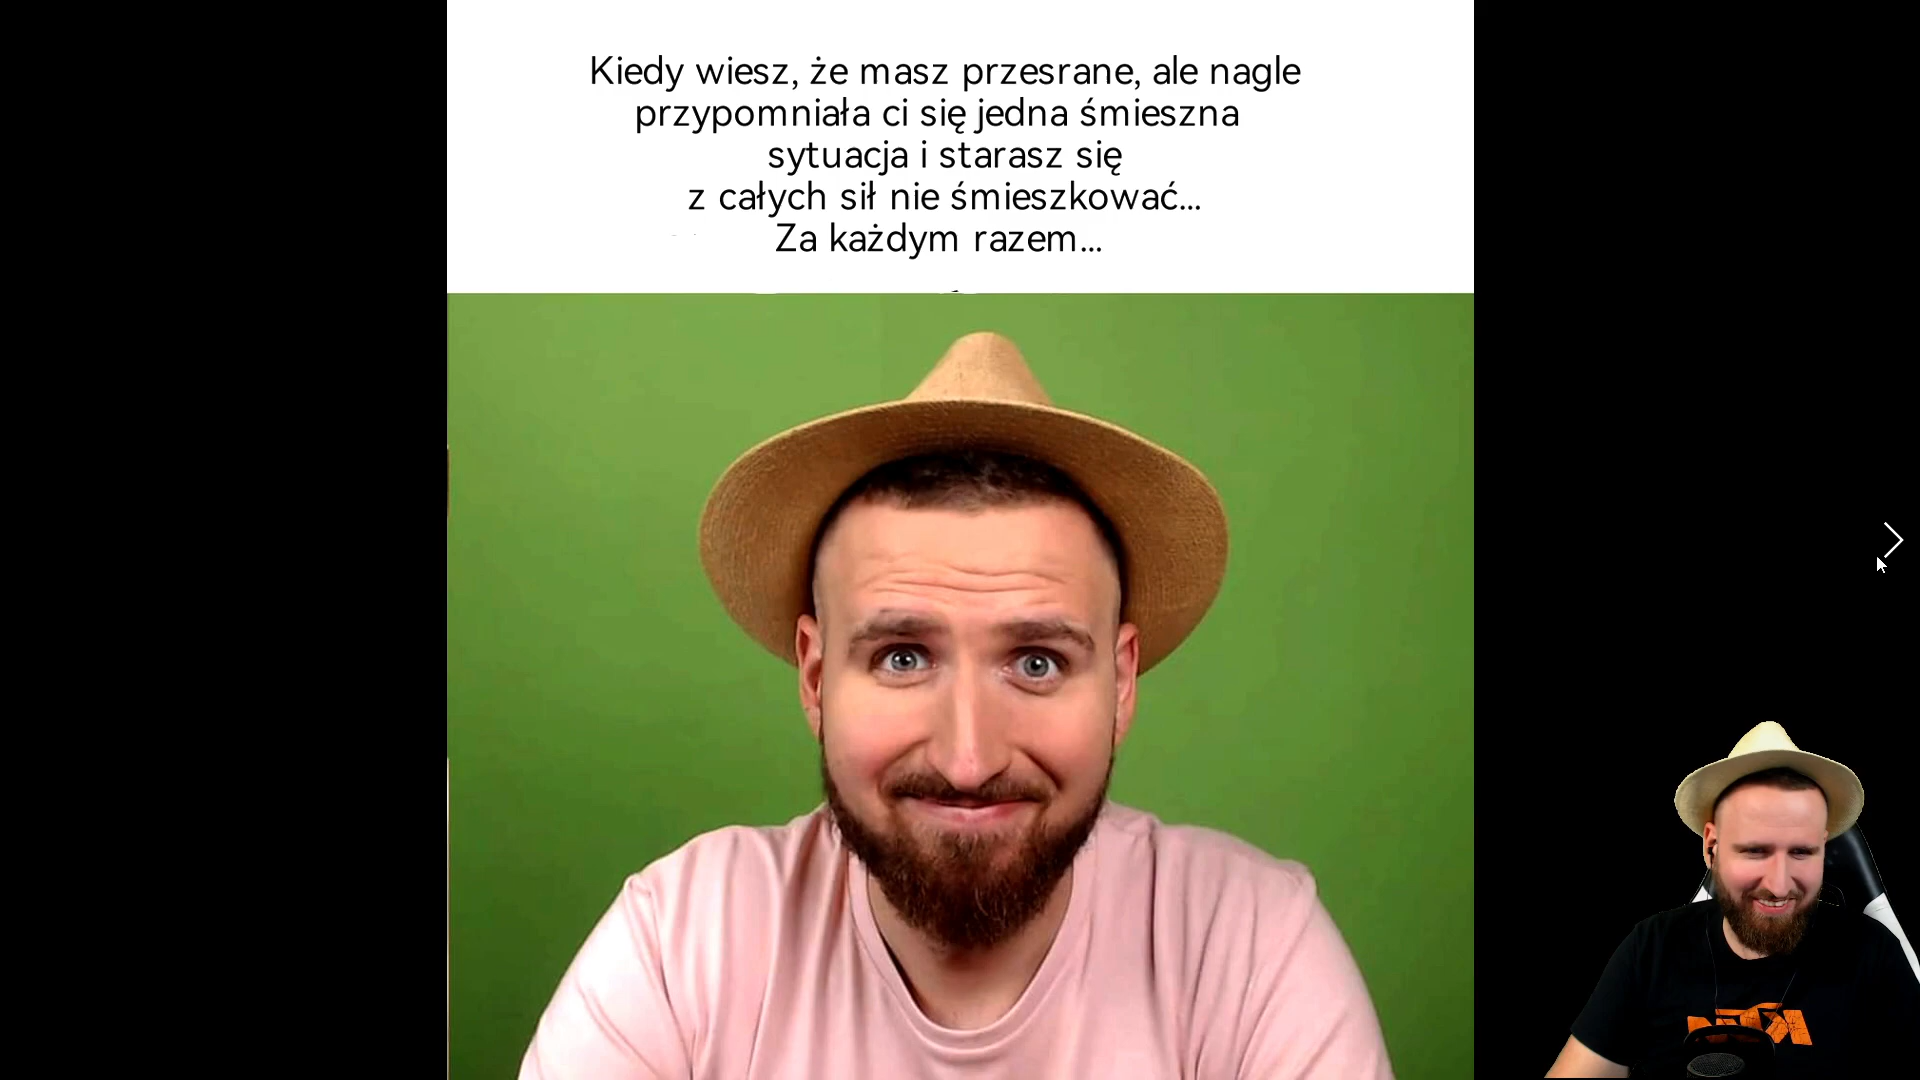 Kiedy wiesz, że masz przesrane, ale nagle
przypomniała ci się jedna śmieszna
sytuacja i starasz się
z całych sił nie śmieszkować...
Za każdym razem...